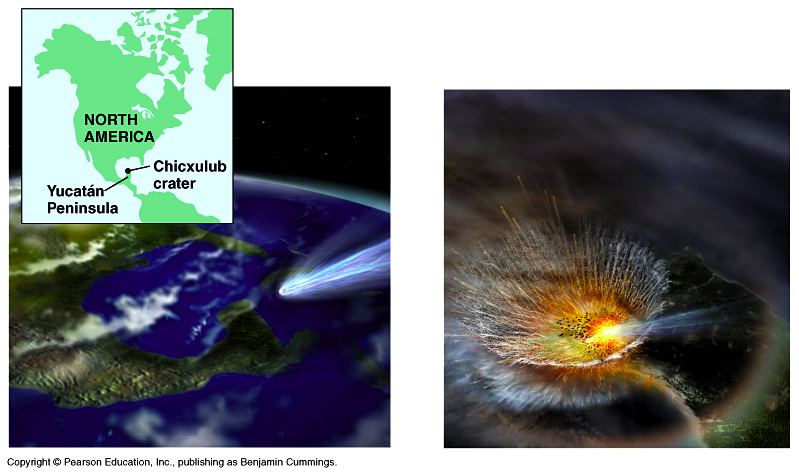 NORTH
AMERICA
Chicxulub
crater
Yucatán
Peninsula
Copyright © Pearson Education, Inc., publishing as Benjamin Cummings.